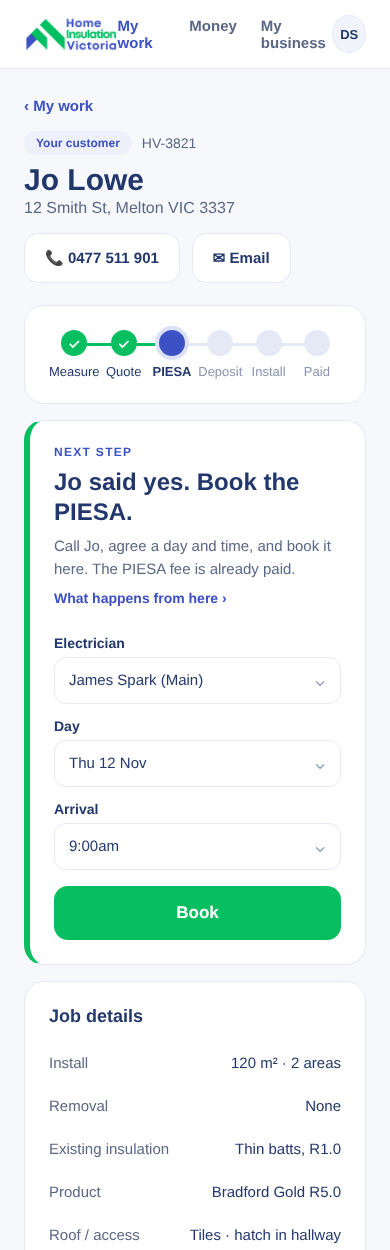 Home
Insulation
Victoria
My work
Money
My business
DS
‹ My work
Your customer HV-3821
Jo Lowe
12 Smith St, Melton VIC 3337
📞 0477 511 901 ✉ Email
Measure Quote PIESA Deposit Install Paid
NEXT STEP
Jo said yes. Book the
PIESA.
Call Jo, agree a day and time, and book it
here. The PIESA fee is already paid.
What happens from here ›
Electrician
James Spark (Main)
Day
Thu 12 Nov
Arrival
9:00am
Book
Job details
Install 120 m² · 2 areas
Removal None
Existing insulation Thin batts, R1.0
Product Bradford Gold R5.0
Roof / access Tiles · hatch in hallway